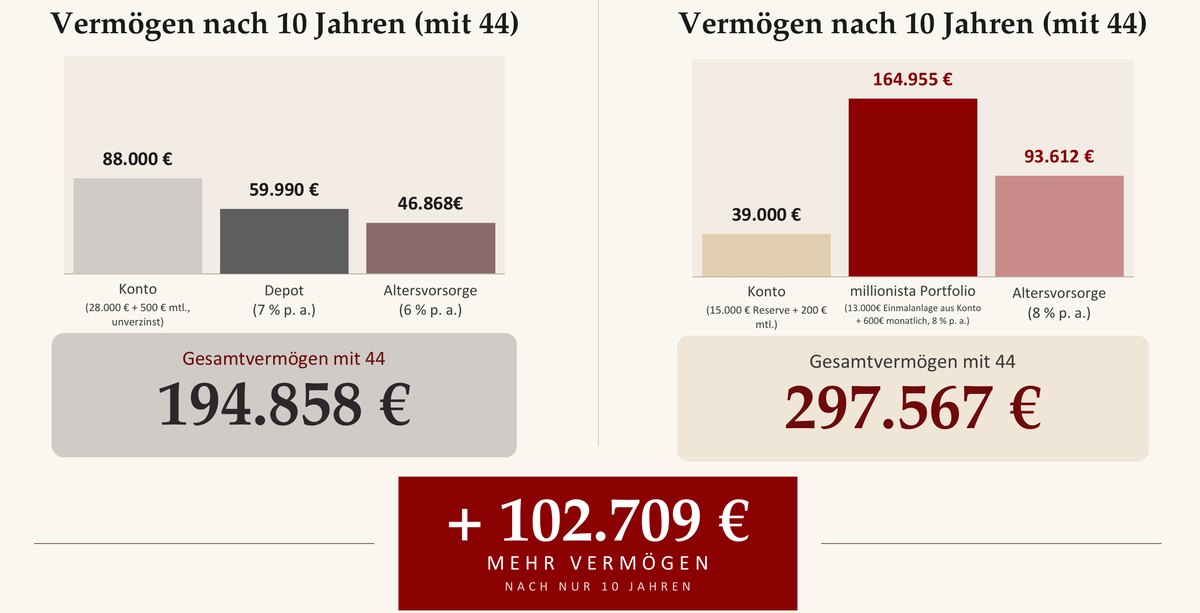 Vermögen nach 10 Jahren (mit 44)
88.000 €
59.990 €
46.868€
Konto
(28.000 € + 500 € mtl.,
unverzinst)
Depot
(7 % p. a.)
Altersvorsorge
(6 % p. a.)
Gesamtvermögen mit 44
194.858 €
Vermögen nach 10 Jahren (mit 44)
39.000 €
164.955 €
93.612 €
Konto
(15.000 € Reserve + 200 €
mtl.)
millionista Portfolio
(13.000€ Einmalanlage aus Konto
+ 600€ monatlich, 8 % p. a.)
Altersvorsorge
(8 % p. a.)
Gesamtvermögen mit 44
297.567 €
+ 102.709 €
MEHR VERMÖGEN
NACH NUR 10 JAHREN